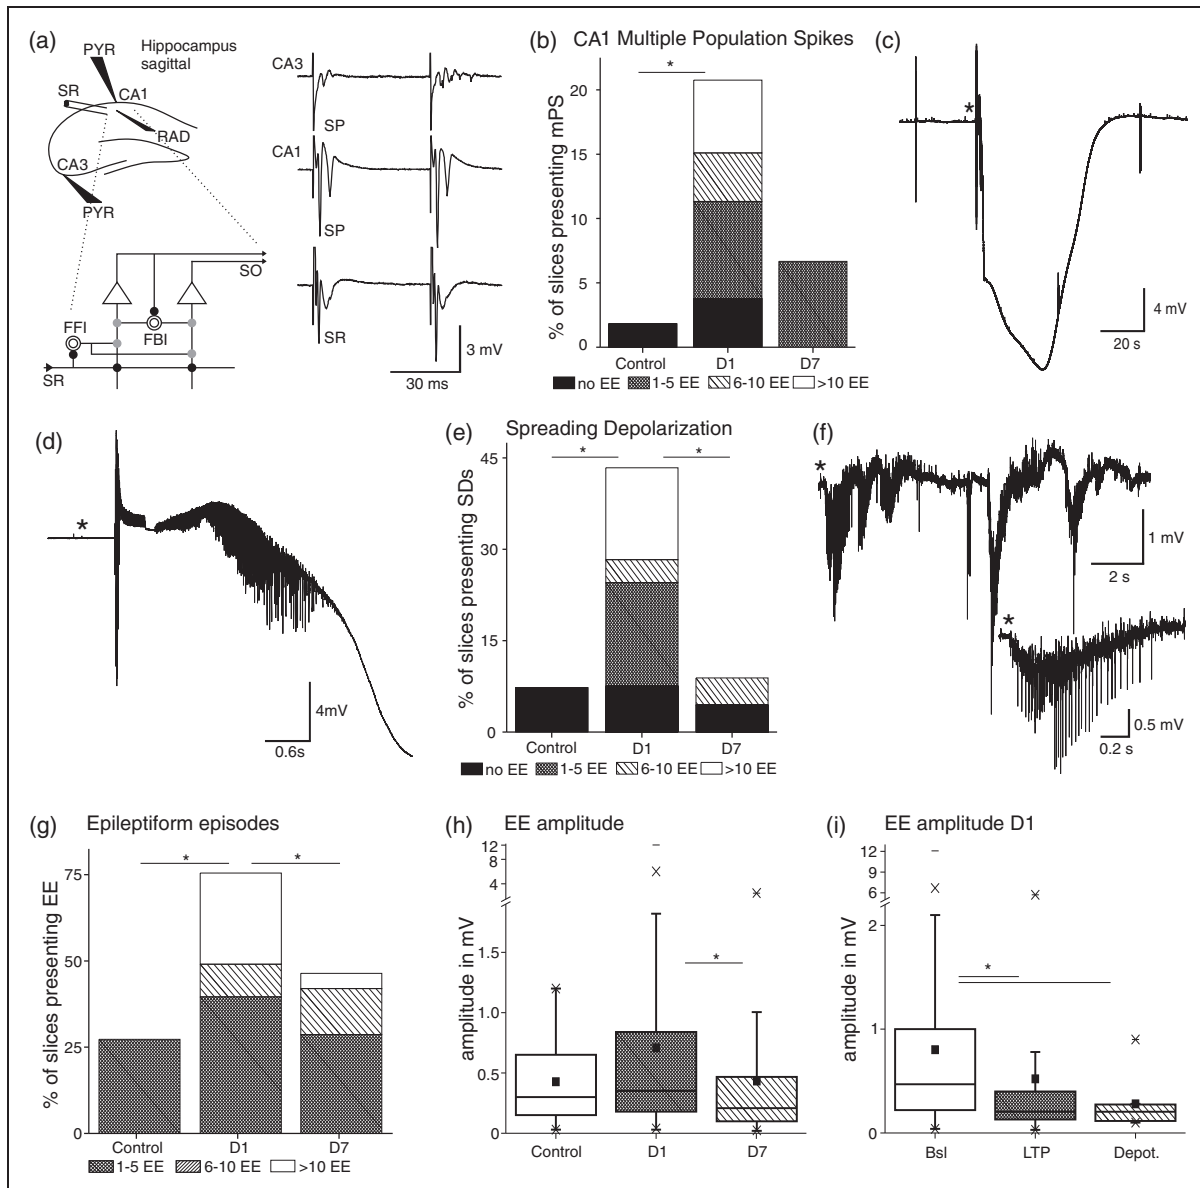 (a)
PYR
Hippocampus
sagittal
SR
CA1
RAD
CA3
PYR
SO
FFI
FBI
SR
CA3
SP
CA1
SP
SR
3 mV
30 ms
(b) CA1 Multiple Population Spikes
% of slices presenting mPS
20
15
10
5
0
*
Control D1 D7
no EE 1-5 EE 6-10 EE >10 EE
(c)
*
4 mV
20 s
(d)
*
4mV
0.6s
(e) Spreading Depolarization
% of slices presenting SDs
45
30
15
0
* *
Control D1 D7
no EE 1-5 EE 6-10 EE >10 EE
(f)
*
1 mV
2 s
*
0.5 mV
0.2 s
(g) Epileptiform episodes
% of slices presenting EE
75
50
25
0
* *
Control D1 D7
1-5 EE 6-10 EE >10 EE
(h) EE amplitude
amplitude in mV
12
8
4
1.5
1.0
0.5
0
*
Control D1 D7
(i) EE amplitude D1
amplitude in mV
12
9
6
2
1
0
*
Bsl LTP Depot.